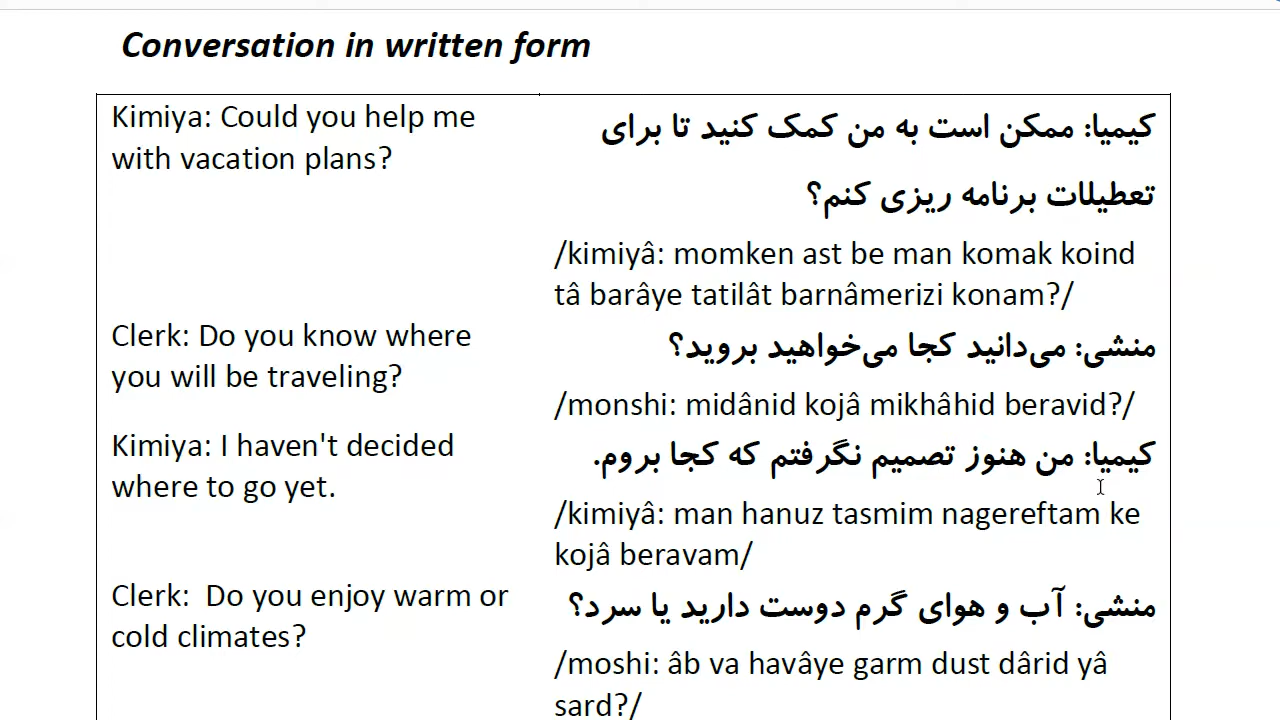 Conversation in written form
Kimiya: Could you help me
with vacation plans?
کیمیا: ممکن است به من کمک کنید تا برای
تعطیلات برنامه ریزی کنم؟
/kimiyâ: momken ast be man komak koind
tâ barâye tatilât barnâmerizi konam?/
Clerk: Do you know where
you will be traveling?
منشی: می‌دانید کجا می‌خواهید بروید؟
/monshi: midânid kojâ mikhâhid beravid?/
Kimiya: I haven't decided
where to go yet.
کیمیا: من هنوز تصمیم نگرفتم که کجا بروم.
/kimiyâ: man hanuz tasmim nagereftam ke
kojâ beravam/
Clerk:  Do you enjoy warm or
cold climates?
منشی: آب و هوای گرم دوست دارید یا سرد؟
/moshi: âb va havâye garm dust dârid yâ
sard?/